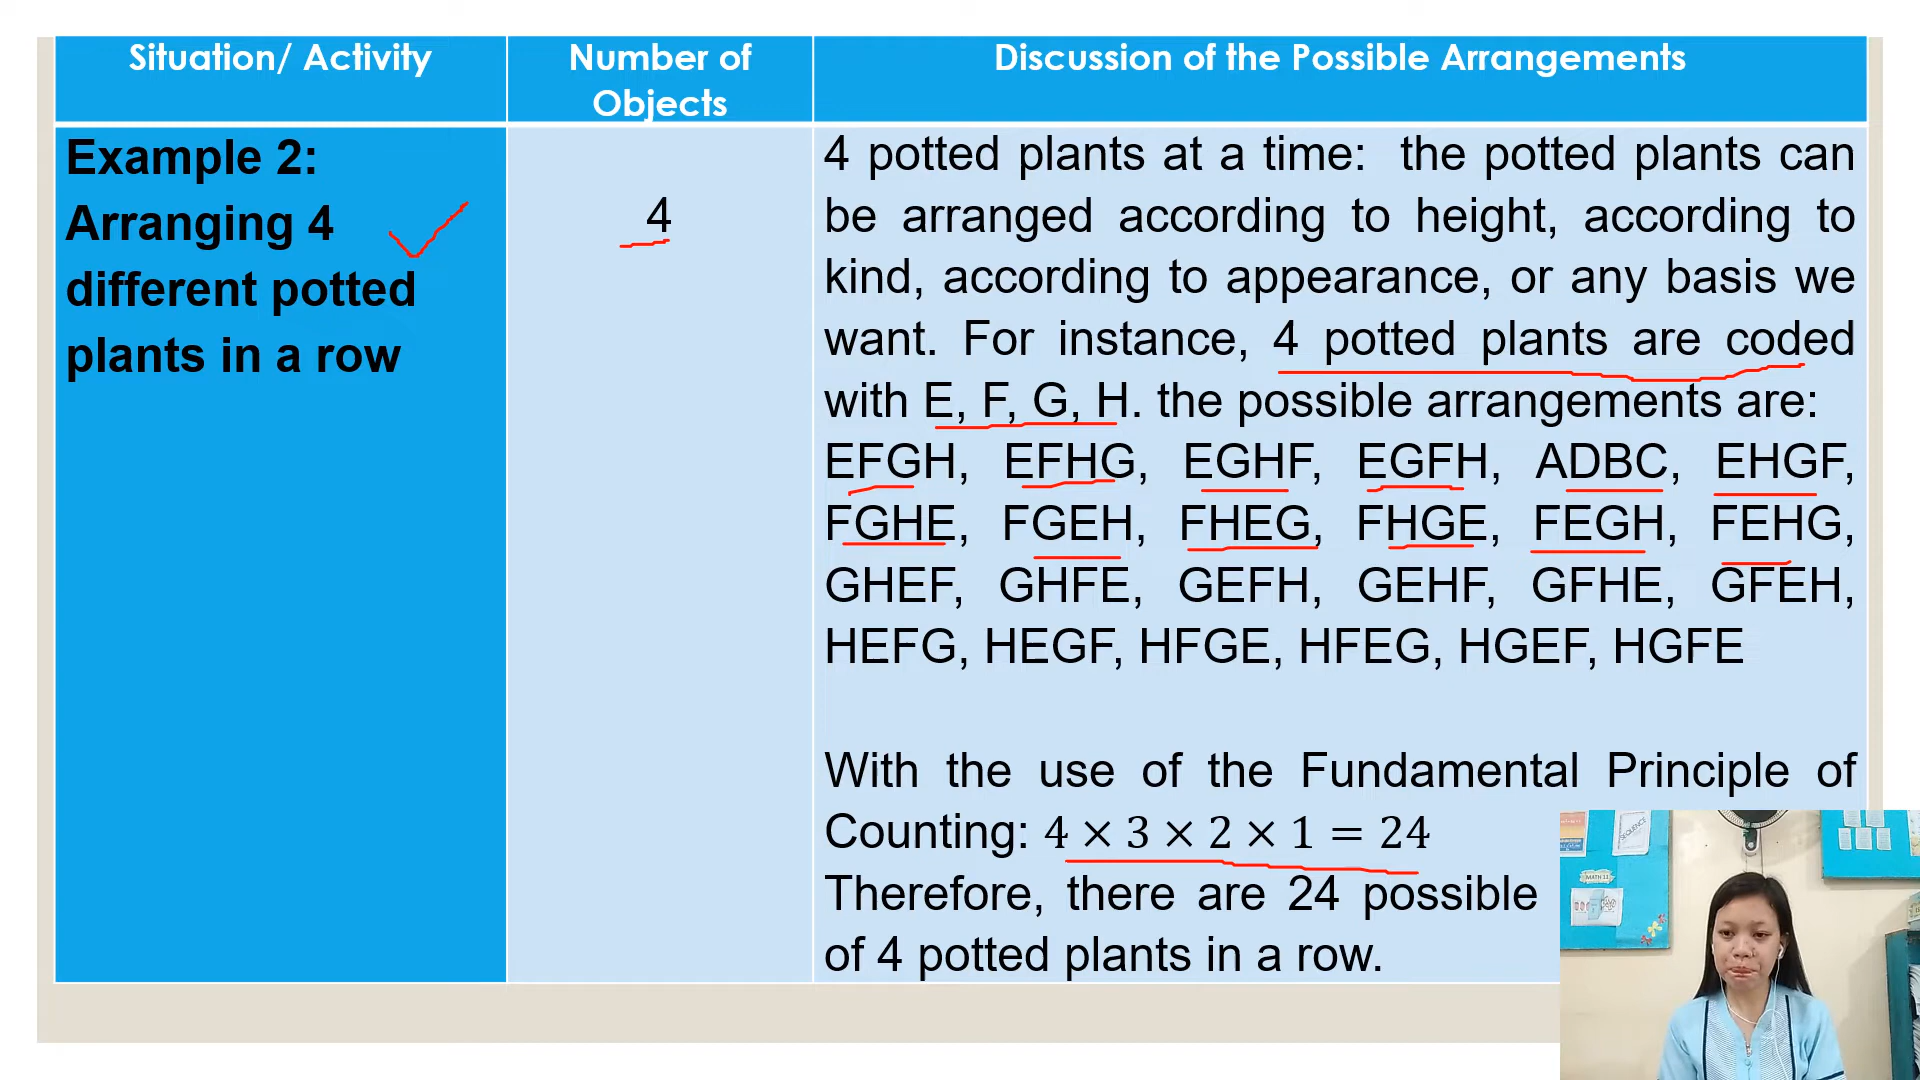 Situation/ Activity
Number of
Objects
Discussion of the Possible Arrangements
Example 2:
Arranging 4
different potted
plants in a row
4
4 potted plants at a time: the potted plants can
be arranged according to height, according to
kind, according to appearance, or any basis we
want. For instance, 4 potted plants are coded
with E, F, G, H. the possible arrangements are:
EFGH, EFHG, EGHF, EGFH, ADBC, EHGF,
FGHE, FGEH, FHEG, FHGE, FEGH, FEHG,
GHEF, GHFE, GEFH, GEHF, GFHE, GFEH,
HEFG, HEGF, HFGE, HFEG, HGEF, HGFE
With the use of the Fundamental Principle of
Counting: 4 × 3 × 2 × 1 = 24
Therefore, there are 24 possible
of 4 potted plants in a row.
SEQUENCE
MATH 11